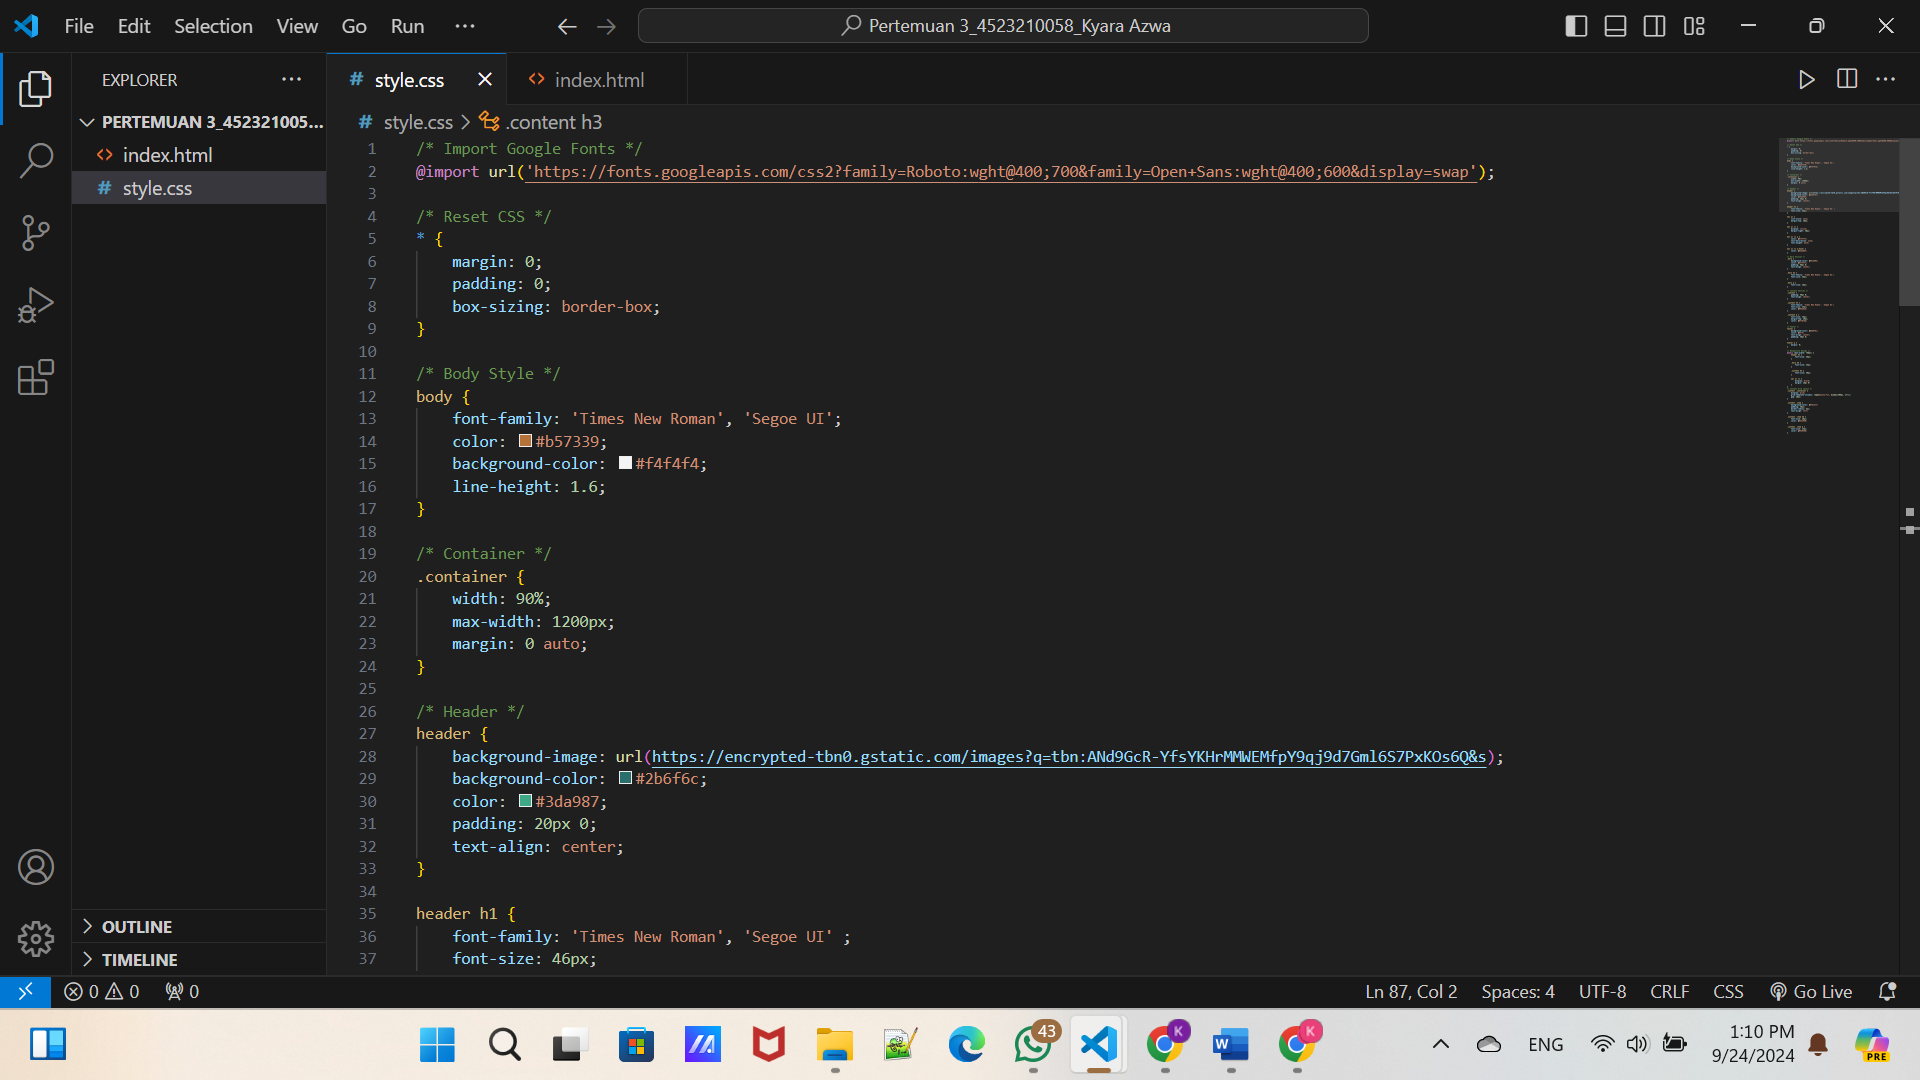 File Edit Selection View Go Run ···
Pertemuan 3_4523210058_Kyara Azwa
EXPLORER
PERTEMUAN 3_452321005...
index.html
style.css
OUTLINE
TIMELINE
style.css
index.html
style.css > .content h3
1 /* Import Google Fonts */
2 @import url('https://fonts.googleapis.com/css2?family=Roboto:wght@400;700&family=Open+Sans:wght@400;600&display=swap');
3
4 /* Reset CSS */
5 * {
6 margin: 0;
7 padding: 0;
8 box-sizing: border-box;
9 }
10
11 /* Body Style */
12 body {
13 font-family: 'Times New Roman', 'Segoe UI';
14 color: #b57339;
15 background-color: #f4f4f4;
16 line-height: 1.6;
17 }
18
19 /* Container */
20 .container {
21 width: 90%;
22 max-width: 1200px;
23 margin: 0 auto;
24 }
25
26 /* Header */
27 header {
28 background-image: url(https://encrypted-tbn0.gstatic.com/images?q=tbn:ANd9GcR-YfsYKHrMMWEMfpY9qj9d7Gml6S7PxKOs6Q&s);
29 background-color: #2b6f6c;
30 color: #3da987;
31 padding: 20px 0;
32 text-align: center;
33 }
34
35 header h1 {
36 font-family: 'Times New Roman', 'Segoe UI' ;
37 font-size: 46px;
0 0 0
Ln 87, Col 2 Spaces: 4 UTF-8 CRLF CSS Go Live
43 K W K ENG
1:10 PM
9/24/2024
PRE